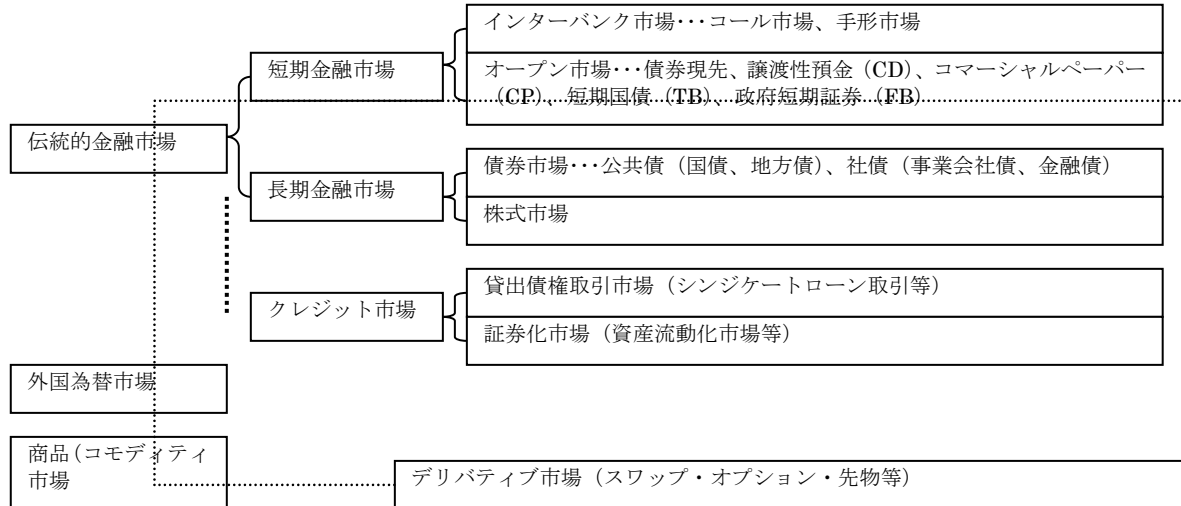 インターバンク市場･･･コール市場、手形市場
短期金融市場
オープン市場･･･債券現先、譲渡性預金（CD）、コマーシャルペーパー
（CP）、短期国債（TB）、政府短期証券（FB）
伝統的金融市場
債券市場･･･公共債（国債、地方債）、社債（事業会社債、金融債）
長期金融市場
株式市場
貸出債権取引市場（シンジケートローン取引等）
クレジット市場
証券化市場（資産流動化市場等）
外国為替市場
商品（コモディティ
市場
デリバティブ市場（スワップ・オプション・先物等）